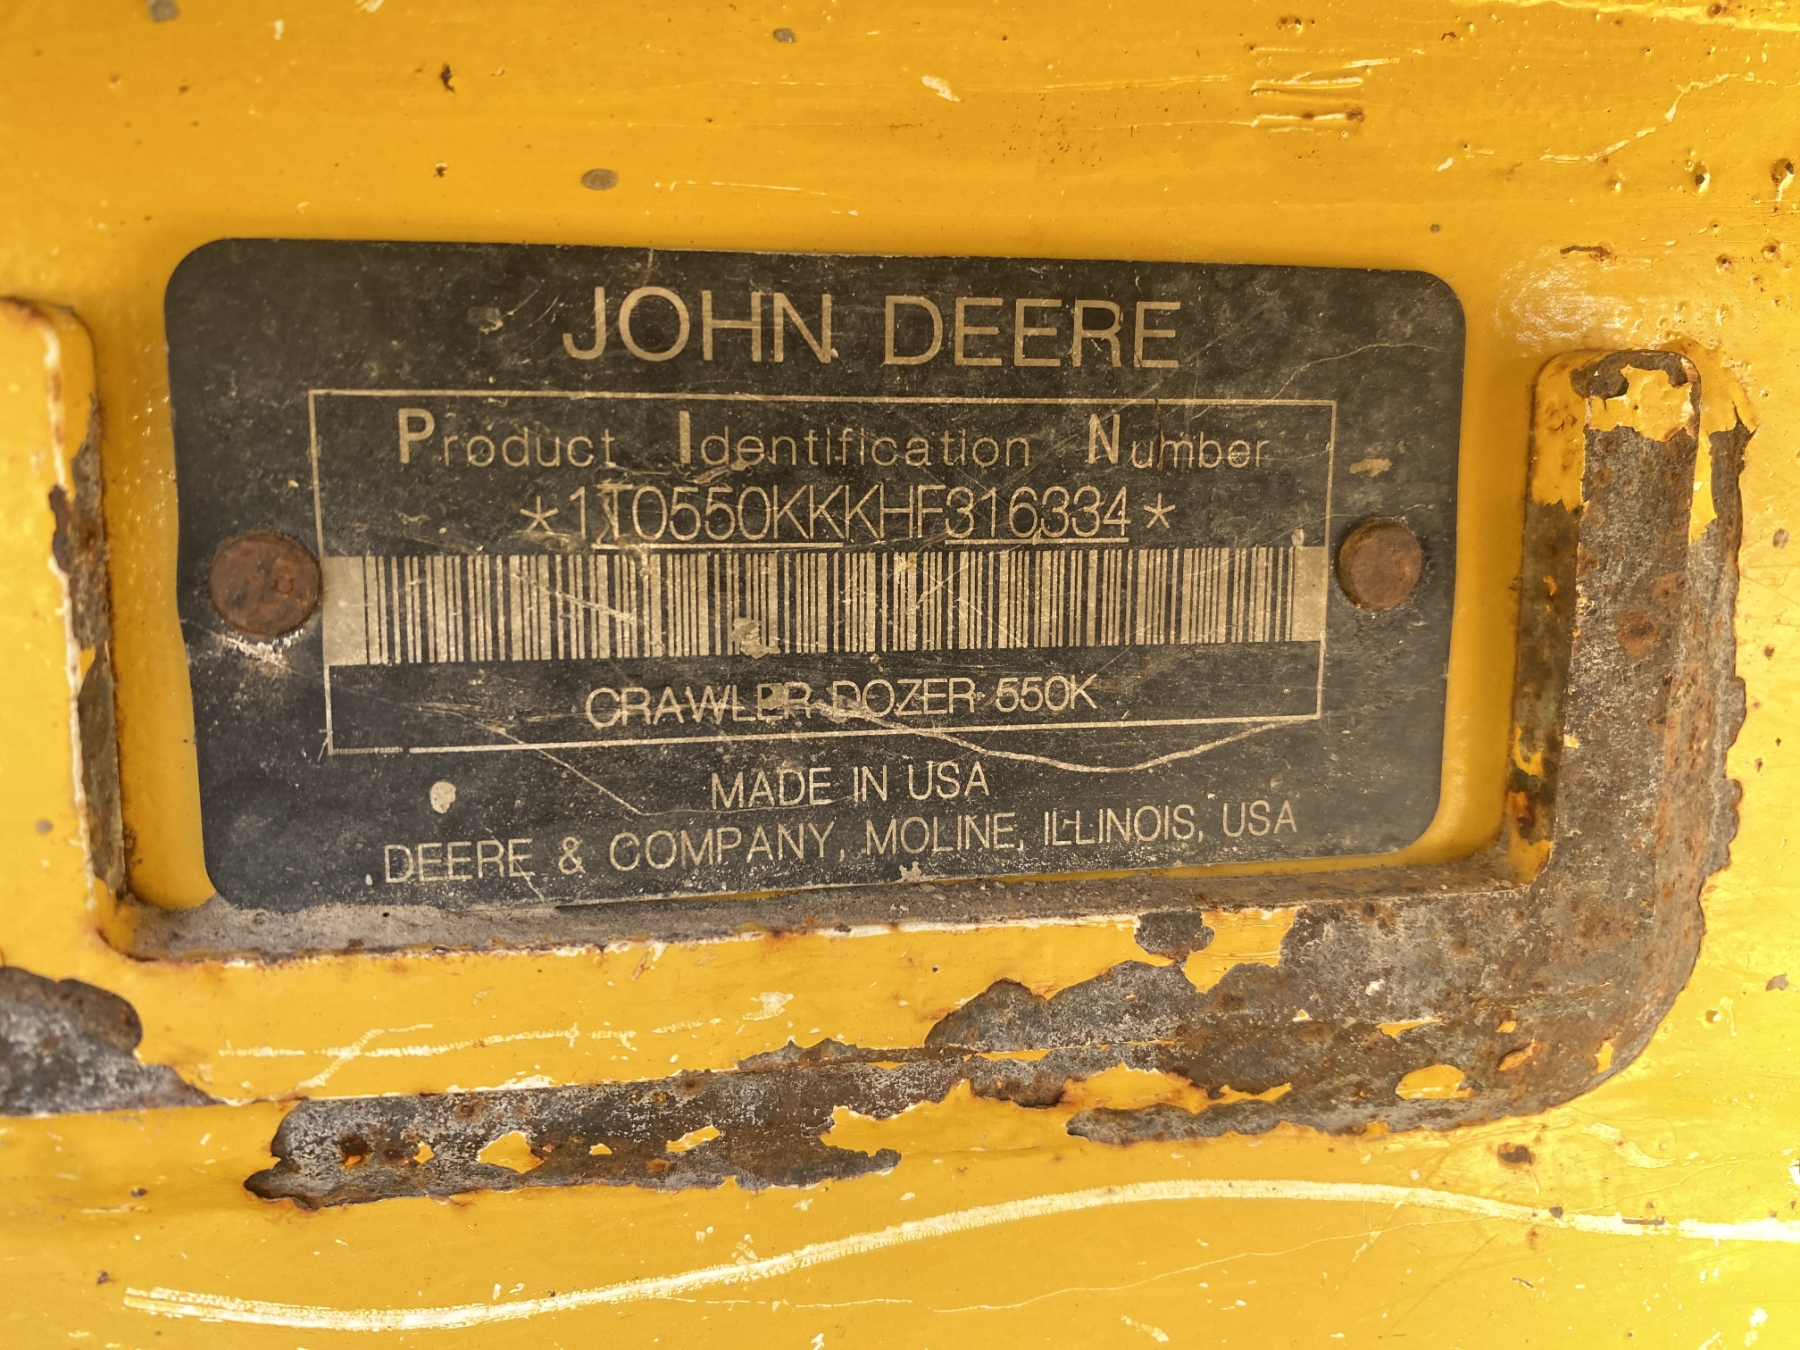 JOHN DEERE
Product Identification Number
*1T0550KKKHF316334*
CRAWLER DOZER 550K
MADE IN USA
DEERE & COMPANY, MOLINE, ILLINOIS, USA